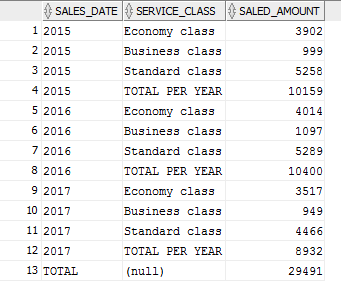 SALES_DATE SERVICE_CLASS SALED_AMOUNT
1 2015 Economy class 3902
2 2015 Business class 999
3 2015 Standard class 5258
4 2015 TOTAL PER YEAR 10159
5 2016 Economy class 4014
6 2016 Business class 1097
7 2016 Standard class 5289
8 2016 TOTAL PER YEAR 10400
9 2017 Economy class 3517
10 2017 Business class 949
11 2017 Standard class 4466
12 2017 TOTAL PER YEAR 8932
13 TOTAL (null) 29491